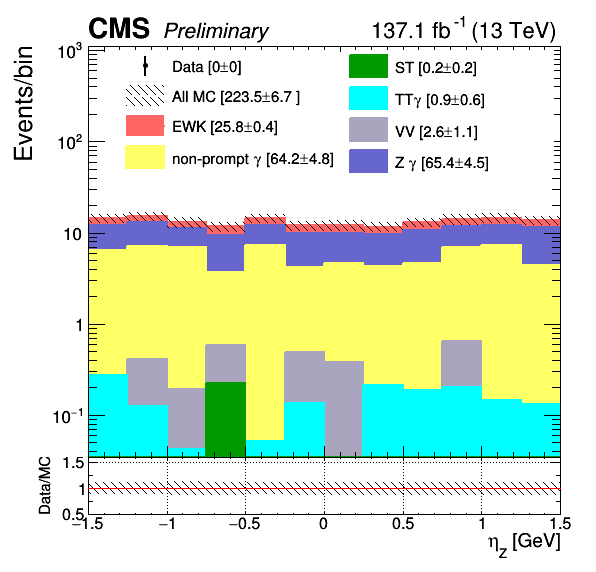 CMS Preliminary 137.1 fb⁻¹ (13 TeV)
Events/bin
10³
10²
10
1
10⁻¹
Data [0±0]
All MC [223.5±6.7 ]
EWK [25.8±0.4]
non-prompt γ [64.2±4.8]
ST [0.2±0.2]
TTγ [0.9±0.6]
VV [2.6±1.1]
Z γ [65.4±4.5]
Data/MC
1.5
1
0.5
−1.5 −1 −0.5 0 0.5 1 1.5
η_Z [GeV]